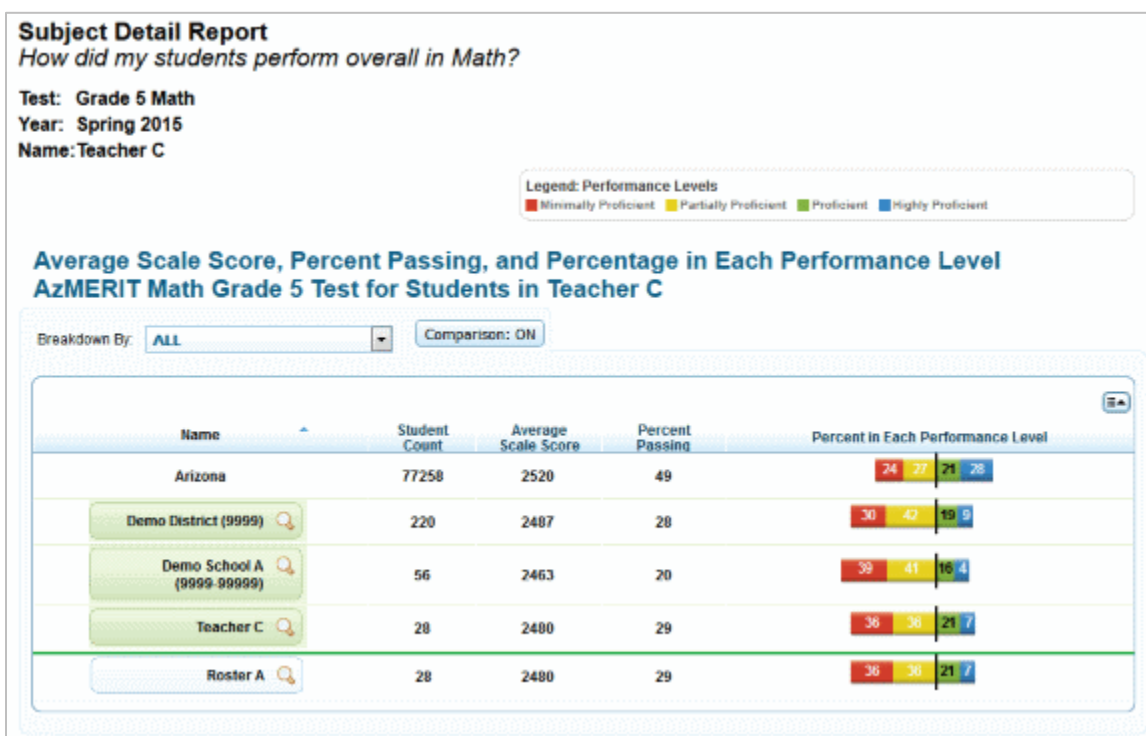 Subject Detail Report
How did my students perform overall in Math?
Test: Grade 5 Math
Year: Spring 2015
Name: Teacher C
Legend: Performance Levels
Minimally Proficient Partially Proficient Proficient Highly Proficient
Average Scale Score, Percent Passing, and Percentage in Each Performance Level
AzMERIT Math Grade 5 Test for Students in Teacher C
Breakdown By: ALL Comparison: ON
Name Student Count Average Scale Score Percent Passing Percent in Each Performance Level
Arizona 77258 2520 49 24 27 21 28
Demo District (9999) 220 2487 28 30 42 19 9
Demo School A (9999-99999) 56 2463 20 39 41 16 4
Teacher C 28 2480 29 36 36 21 7
Roster A 28 2480 29 36 36 21 7